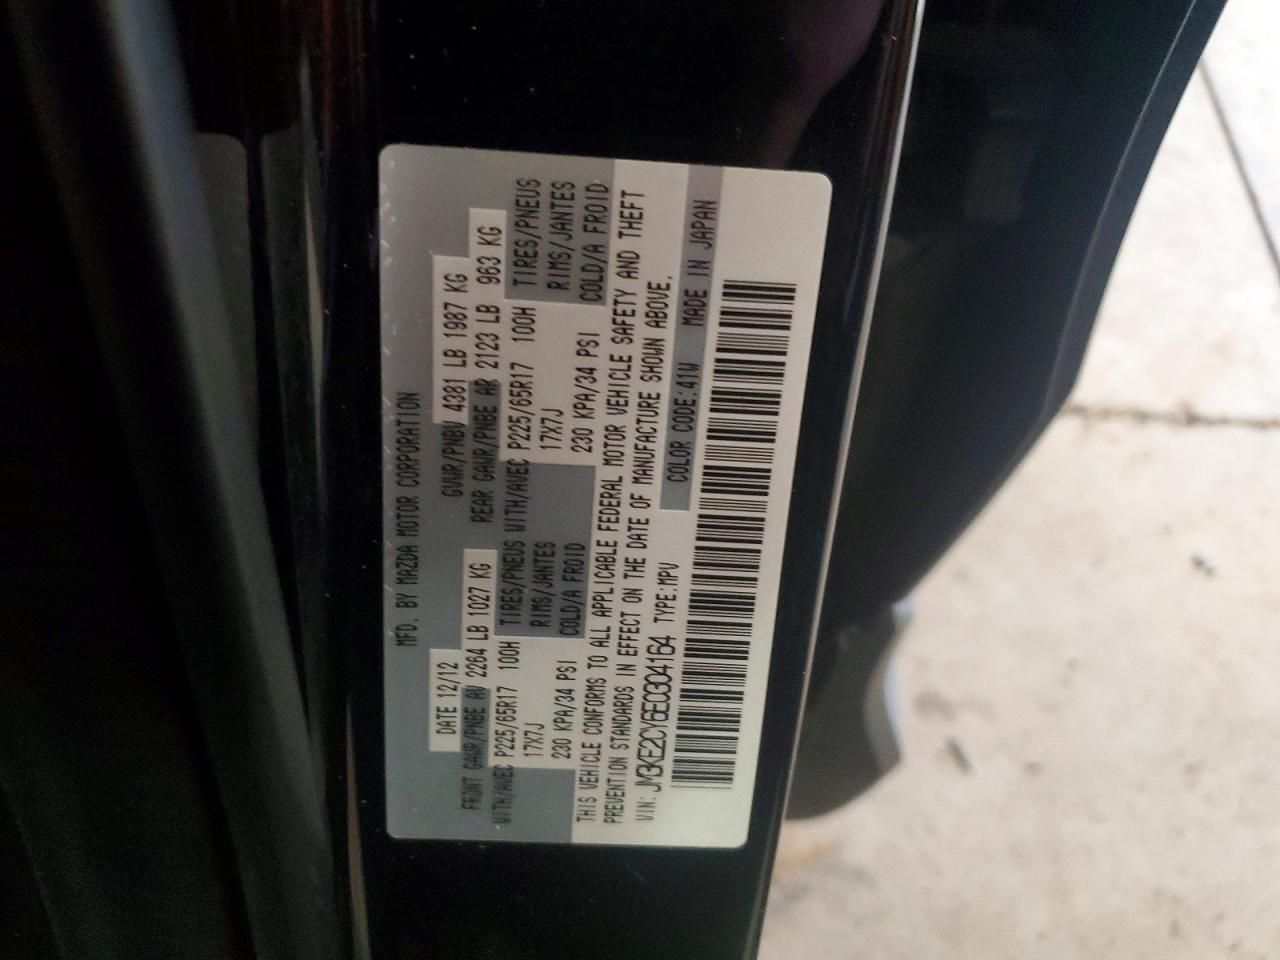 MFD. BY MAZDA MOTOR CORPORATION
DATE 12/12 GVWR/PNBV 4381 LB 1987 KG
FRONT GAWR/PNBE AV 2264 LB 1027 KG REAR GAWR/PNBE AR 2123 LB 963 KG
WITH/AVEC P225/65R17 100H TIRES/PNEUS WITH/AVEC P225/65R17 100H TIRES/PNEUS
17X7J RIMS/JANTES 17X7J RIMS/JANTES
230 KPA/34 PSI COLD/A FROID 230 KPA/34 PSI COLD/A FROID
THIS VEHICLE CONFORMS TO ALL APPLICABLE FEDERAL MOTOR VEHICLE SAFETY AND THEFT
PREVENTION STANDARDS IN EFFECT ON THE DATE OF MANUFACTURE SHOWN ABOVE.
VIN: JM3KE2CY6E0304164 TYPE:MPV COLOR CODE:41W MADE IN JAPAN